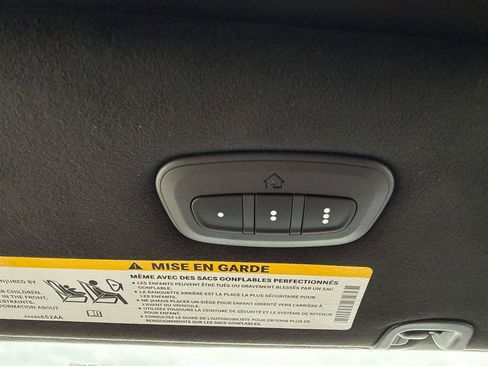 ⚠ MISE EN GARDE
MÊME AVEC DES SACS GONFLABLES PERFECTIONNÉS
• LES ENFANTS PEUVENT ÊTRE TUÉS OU GRAVEMENT BLESSÉS PAR UN SAC
GONFLABLE.
• LA BANQUETTE ARRIÈRE EST LA PLACE LA PLUS SÉCURITAIRE POUR
LES ENFANTS.
• NE JAMAIS PLACER UN SIÈGE POUR ENFANT ORIENTÉ VERS L'ARRIÈRE À
L'AVANT DU VÉHICULE.
• UTILISEZ TOUJOURS LA CEINTURE DE SÉCURITÉ ET LE SYSTÈME DE RETENUE
POUR ENFANT.
• CONSULTEZ LE GUIDE DE L'AUTOMOBILISTE POUR PLUS DE
RENSEIGNEMENTS SUR LES SACS GONFLABLES.
NJURED BY
OR CHILDREN.
IN THE FRONT.
STRAINTS.
FORMATION ABOUT
652AA